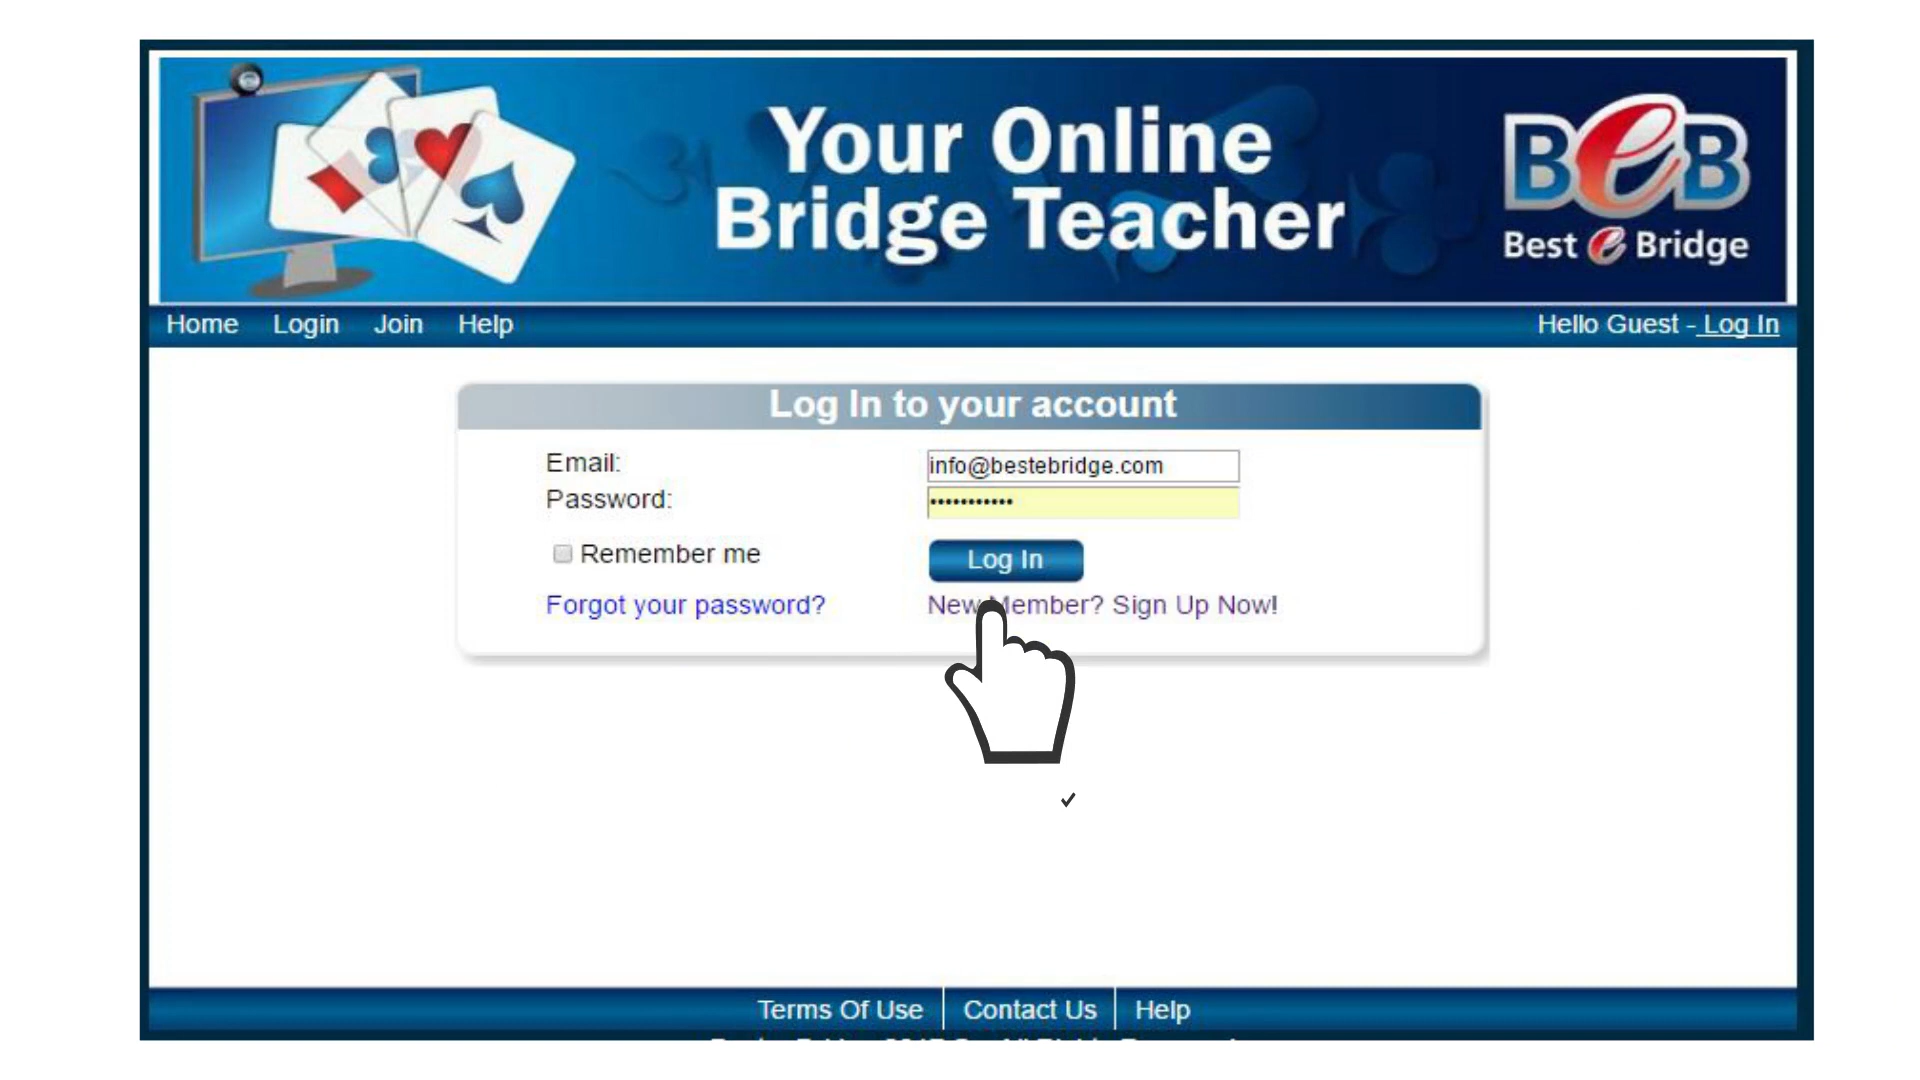 Your Online
Bridge Teacher
BeB
Best e Bridge
Home Login Join Help Hello Guest - Log In
Log In to your account
Email: info@bestebridge.com
Password: •••••••••••
Remember me Log In
Forgot your password? New Member? Sign Up Now!
Terms Of Use Contact Us Help